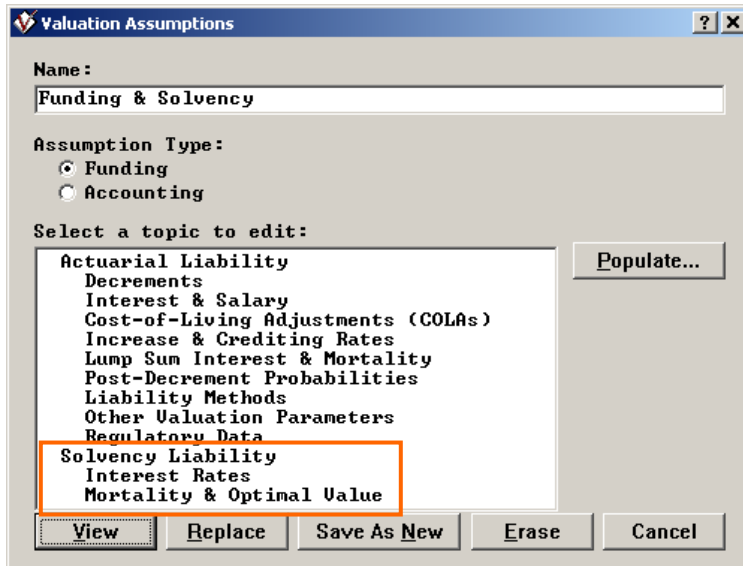 Valuation Assumptions
Name:
Funding & Solvency
Assumption Type:
Funding
Accounting
Select a topic to edit:
Actuarial Liability
Decrements
Interest & Salary
Cost-of-Living Adjustments (COLAs)
Increase & Crediting Rates
Lump Sum Interest & Mortality
Post-Decrement Probabilities
Liability Methods
Other Valuation Parameters
Regulatory Data
Solvency Liability
Interest Rates
Mortality & Optimal Value
Populate...
View Replace Save As New Erase Cancel